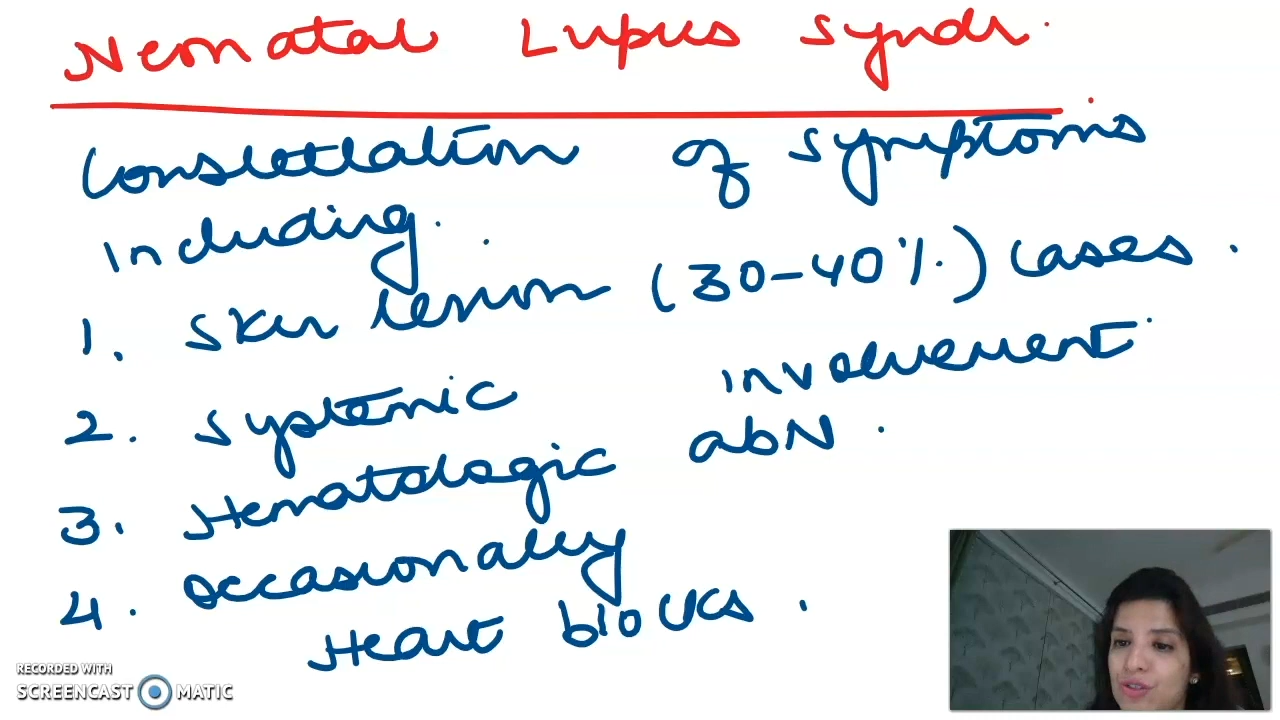 Neonatal Lupus Syndr.
Constellation of symptoms
including.
1. Skin lesion (30-40%) cases.
2. Systemic involvement
3. Hematologic abN.
4. Occasionally
Heart blocks.
RECORDED WITH
SCREENCAST MATIC